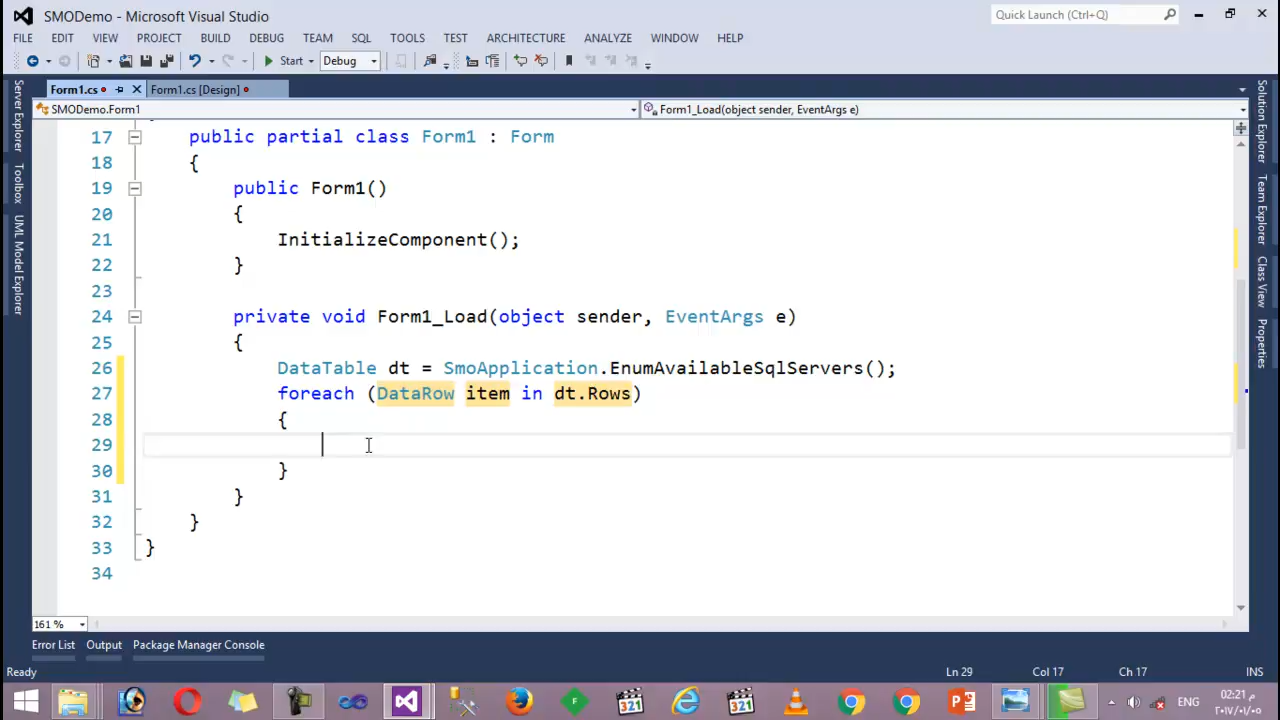 SMODemo - Microsoft Visual Studio
Quick Launch (Ctrl+Q)
FILE EDIT VIEW PROJECT BUILD DEBUG TEAM SQL TOOLS TEST ARCHITECTURE ANALYZE WINDOW HELP
Start Debug
Form1.cs Form1.cs [Design]
SMODemo.Form1 Form1_Load(object sender, EventArgs e)
Server Explorer
Toolbox
UML Model Explorer
17 public partial class Form1 : Form
18 {
19 public Form1()
20 {
21 InitializeComponent();
22 }
23
24 private void Form1_Load(object sender, EventArgs e)
25 {
26 DataTable dt = SmoApplication.EnumAvailableSqlServers();
27 foreach (DataRow item in dt.Rows)
28 {
29
30 }
31 }
32 }
33 }
34
Solution Explorer
Team Explorer
Class View
Properties
161 %
Error List Output Package Manager Console
Ready Ln 29 Col 17 Ch 17 INS
321 321
ENG
02:21 م